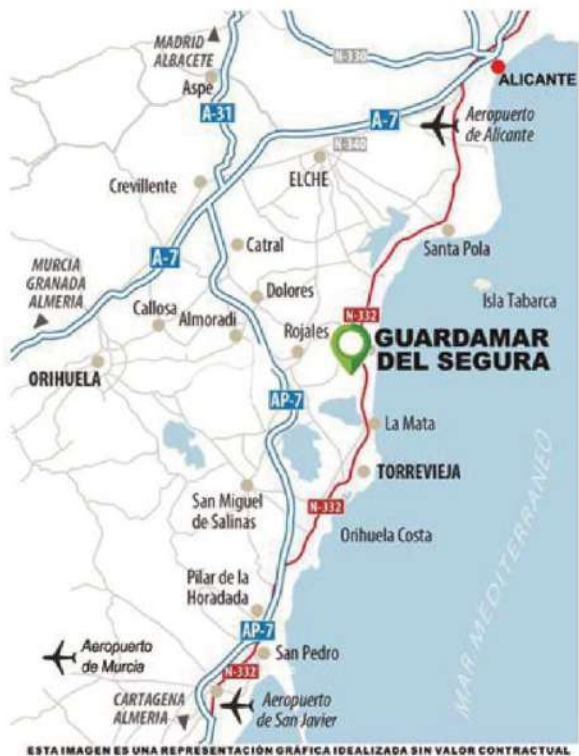 MADRID
ALBACETE
Aspe
N-330
ALICANTE
A-31
A-7
Aeropuerto
de Alicante
N-340
ELCHE
Crevillente
Catral
Santa Pola
A-7
MURCIA
GRANADA
ALMERIA
Dolores
Isla Tabarca
Callosa
Almoradi
Rojales
N-332
GUARDAMAR
DEL SEGURA
ORIHUELA
AP-7
La Mata
TORREVIEJA
San Miguel
de Salinas
N-332
Orihuela Costa
MAR MEDITERRANEO
Pilar de la
Horadada
AP-7
Aeropuerto
de Murcia
San Pedro
N-332
CARTAGENA
ALMERIA
Aeropuerto
de San Javier
ESTA IMAGEN ES UNA REPRESENTACIÓN GRÁFICA IDEALIZADA SIN VALOR CONTRACTUAL